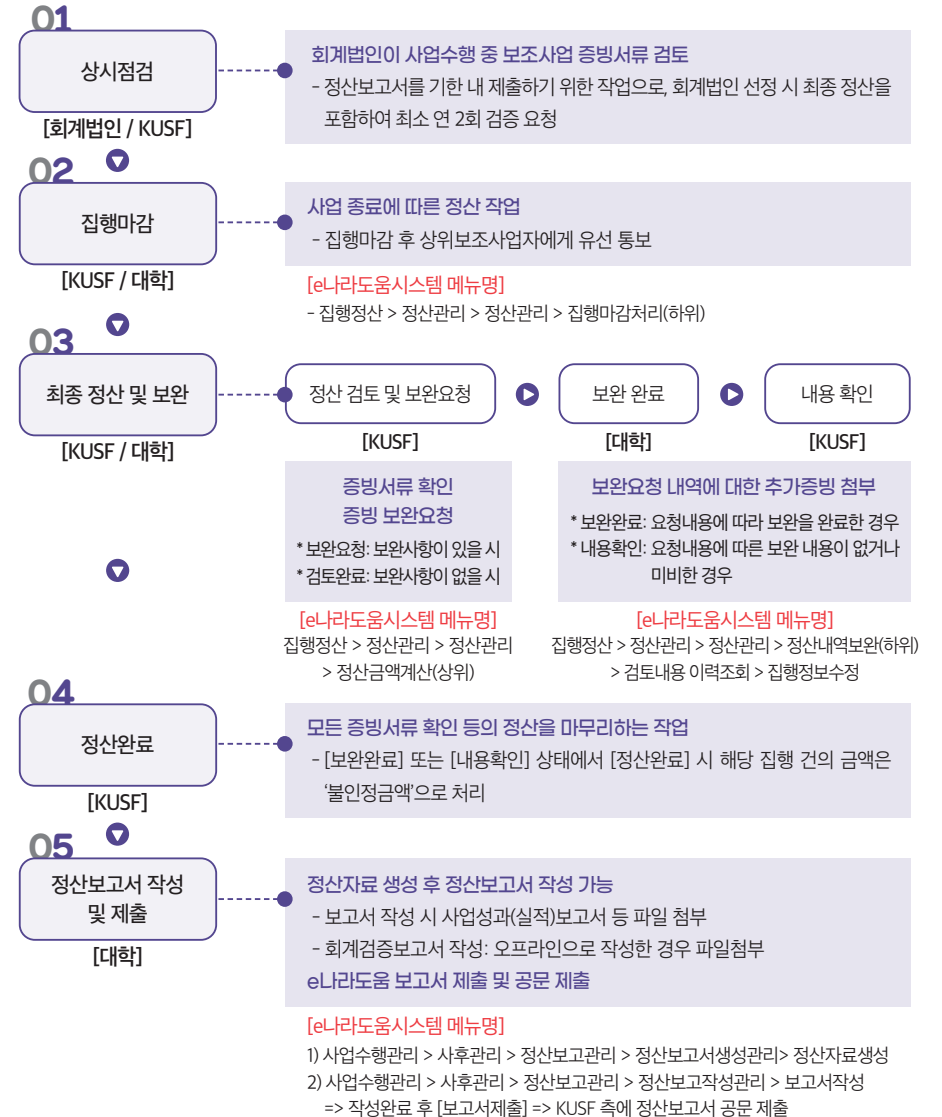 01
상시점검
[회계법인 / KUSF]
회계법인이 사업수행 중 보조사업 증빙서류 검토
- 정산보고서를 기한 내 제출하기 위한 작업으로, 회계법인 선정 시 최종 정산을
포함하여 최소 연 2회 검증 요청
02
집행마감
[KUSF / 대학]
사업 종료에 따른 정산 작업
- 집행마감 후 상위보조사업자에게 유선 통보
[e나라도움시스템 메뉴명]
- 집행정산 > 정산관리 > 정산관리 > 집행마감처리(하위)
03
최종 정산 및 보완
[KUSF / 대학]
정산 검토 및 보완요청
[KUSF]
보완 완료
[대학]
내용 확인
[KUSF]
증빙서류 확인
증빙 보완요청
* 보완요청: 보완사항이 있을 시
* 검토완료: 보완사항이 없을 시
[e나라도움시스템 메뉴명]
집행정산 > 정산관리 > 정산관리
> 정산금액계산(상위)
보완요청 내역에 대한 추가증빙 첨부
* 보완완료: 요청내용에 따라 보완을 완료한 경우
* 내용확인: 요청내용에 따른 보완 내용이 없거나
미비한 경우
[e나라도움시스템 메뉴명]
집행정산 > 정산관리 > 정산관리 > 정산내역보완(하위)
> 검토내용 이력조회 > 집행정보수정
04
정산완료
[KUSF]
모든 증빙서류 확인 등의 정산을 마무리하는 작업
- [보완완료] 또는 [내용확인] 상태에서 [정산완료] 시 해당 집행 건의 금액은
‘불인정금액’으로 처리
05
정산보고서 작성
및 제출
[대학]
정산자료 생성 후 정산보고서 작성 가능
- 보고서 작성 시 사업성과(실적)보고서 등 파일 첨부
- 회계검증보고서 작성: 오프라인으로 작성한 경우 파일첨부
e나라도움 보고서 제출 및 공문 제출
[e나라도움시스템 메뉴명]
1) 사업수행관리 > 사후관리 > 정산보고관리 > 정산보고서생성관리> 정산자료생성
2) 사업수행관리 > 사후관리 > 정산보고관리 > 정산보고작성관리 > 보고서작성
=> 작성완료 후 [보고서제출] => KUSF 측에 정산보고서 공문 제출